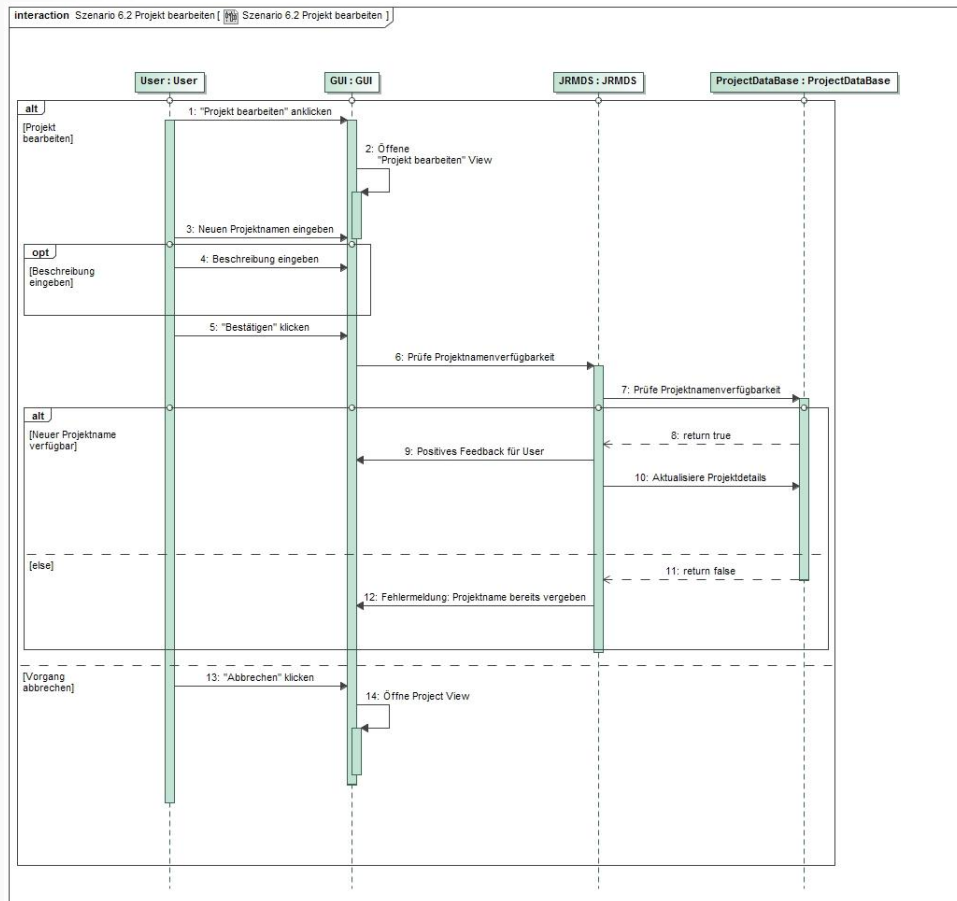 interaction Szenario 6.2 Projekt bearbeiten [ Szenario 6.2 Projekt bearbeiten ]
User : User
GUI : GUI
JRMDS : JRMDS
ProjectDataBase : ProjectDataBase
alt
[Projekt
bearbeiten]
1: "Projekt bearbeiten" anklicken
2: Öffene
"Projekt bearbeiten" View
3: Neuen Projektnamen eingeben
opt
[Beschreibung
eingeben]
4: Beschreibung eingeben
5: "Bestätigen" klicken
6: Prüfe Projektnamenverfügbarkeit
7: Prüfe Projektnamenverfügbarkeit
alt
[Neuer Projektname
verfügbar]
8: return true
9: Positives Feedback für User
10: Aktualisiere Projektdetails
[else]
11: return false
12: Fehlermeldung: Projektname bereits vergeben
[Vorgang
abbrechen]
13: "Abbrechen" klicken
14: Öffne Project View